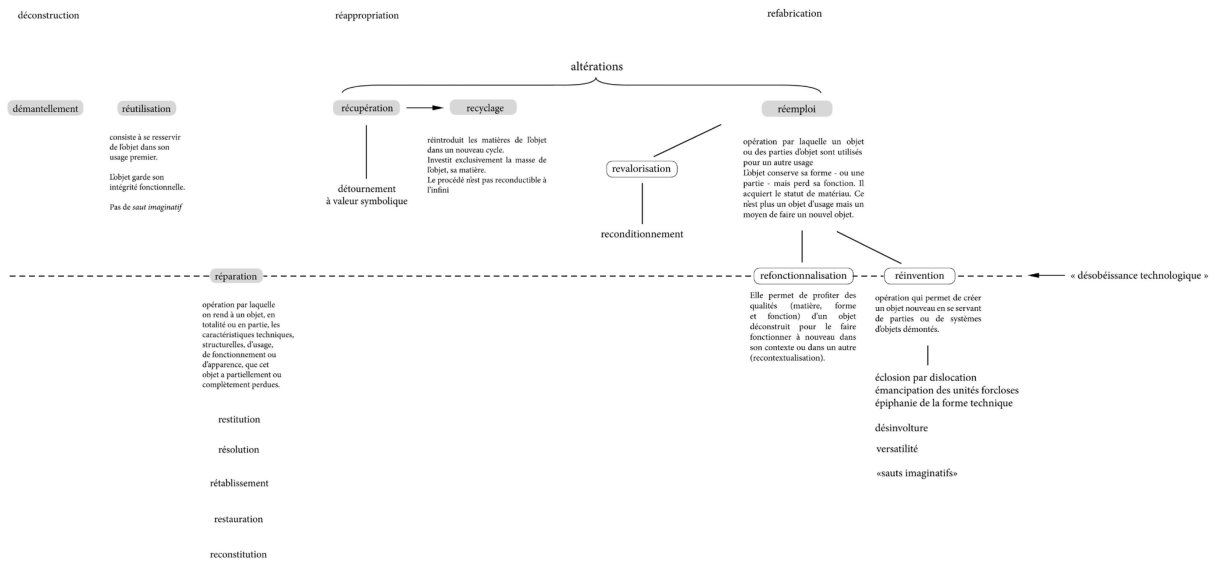 déconstruction
réappropriation
refabrication
altérations
démantellement
réutilisation
récupération
recyclage
réemploi
consiste à se resservir
de l'objet dans son
usage premier.
L'objet garde son
intégrité fonctionnelle.
Pas de saut imaginatif
détournement
à valeur symbolique
réintroduit les matières de l'objet
dans un nouveau cycle.
Investit exclusivement la masse de
l'objet, sa matière.
Le procédé n'est pas reconductible à
l'infini
revalorisation
reconditionnement
opération par laquelle un objet
ou des parties d'objet sont utilisés
pour un autre usage
L'objet conserve sa forme - ou une
partie - mais perd sa fonction. Il
acquiert le statut de matériau. Ce
n'est plus un objet d'usage mais un
moyen de faire un nouvel objet.
réparation
refonctionnalisation
réinvention
« désobéissance technologique »
opération par laquelle
on rend à un objet, en
totalité ou en partie, les
caractéristiques techniques,
structurelles, d'usage,
de fonctionnement ou
d'apparence, que cet
objet a partiellement ou
complètement perdues.
restitution
résolution
rétablissement
restauration
reconstitution
Elle permet de profiter des
qualités (matière, forme
et fonction) d'un objet
déconstruit pour le faire
fonctionner à nouveau dans
son contexte ou dans un autre
(recontextualisation).
opération qui permet de créer
un objet nouveau en se servant
de parties ou de systèmes
d'objets démontés.
éclosion par dislocation
émancipation des unités forcloses
épiphanie de la forme technique
désinvolture
versatilité
«sauts imaginatifs»